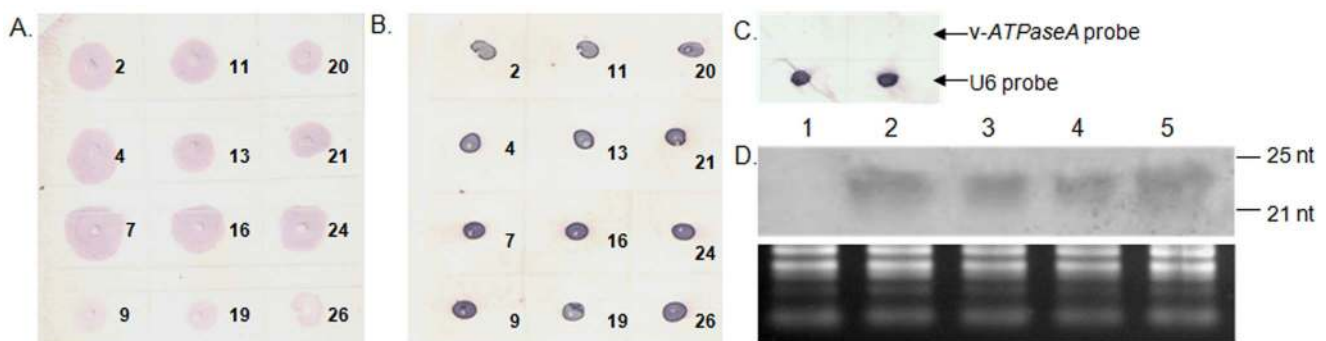 A.
2 11 20
4 13 21
7 16 24
9 19 26
B.
2 11 20
4 13 21
7 16 24
9 19 26
C.
v-ATPaseA probe
U6 probe
D.
1 2 3 4 5
25 nt
21 nt